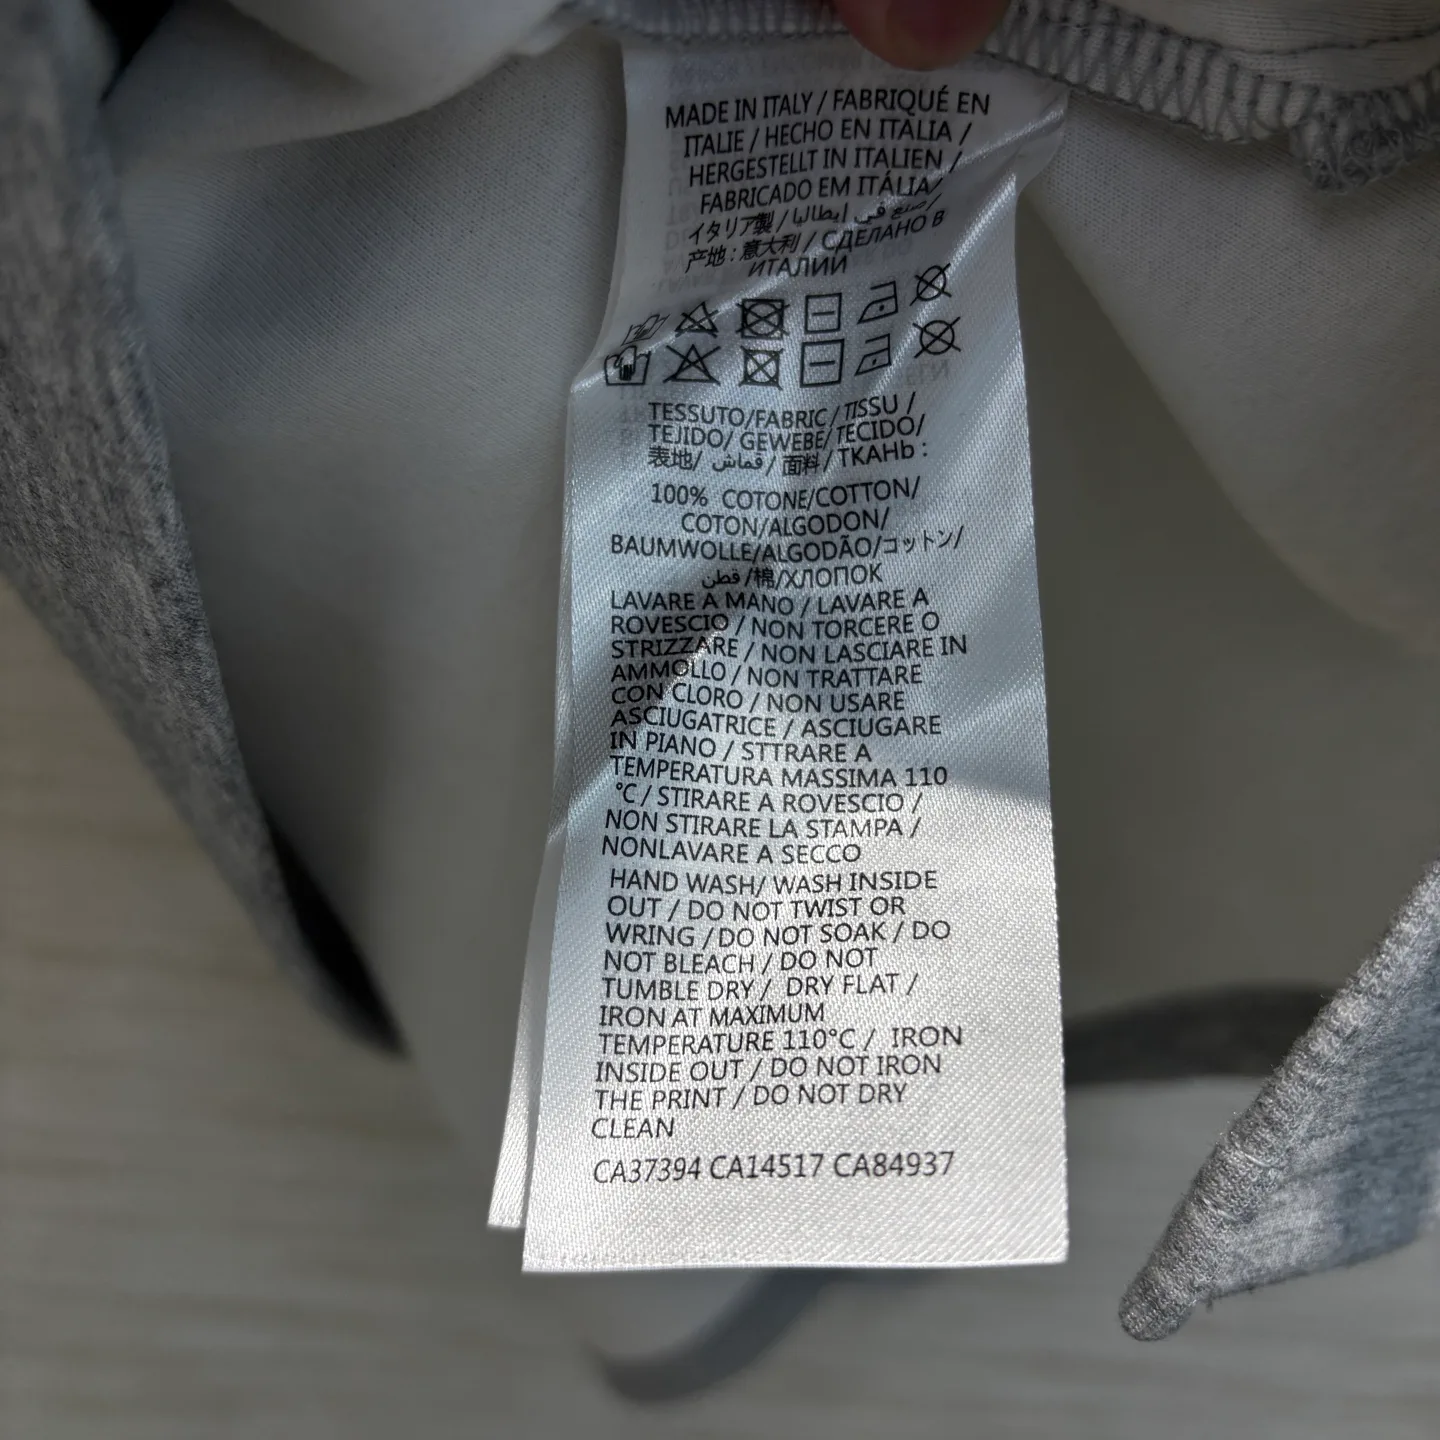 MADE IN ITALY / FABRIQUÉ EN
ITALIE / HECHO EN ITALIA /
HERGESTELLT IN ITALIEN /
FABRICADO EM ITÁLIA/
イタリア製 / صنع في إيطاليا /
产地 : 意大利 / СДЕЛАНО В
ИТАЛИИ
TESSUTO/FABRIC / TISSU /
TEJIDO/ GEWEBE/ TECIDO/
表地/ قماش / 面料 / TKAHb :
100% COTONE/COTTON/
COTON/ALGODON/
BAUMWOLLE/ALGODÃO/コットン/
قطن /棉/ХЛОПОК
LAVARE A MANO / LAVARE A
ROVESCIO / NON TORCERE O
STRIZZARE / NON LASCIARE IN
AMMOLLO / NON TRATTARE
CON CLORO / NON USARE
ASCIUGATRICE / ASCIUGARE
IN PIANO / STTRARE A
TEMPERATURA MASSIMA 110
°C / STIRARE A ROVESCIO /
NON STIRARE LA STAMPA /
NONLAVARE A SECCO
HAND WASH/ WASH INSIDE
OUT / DO NOT TWIST OR
WRING / DO NOT SOAK / DO
NOT BLEACH / DO NOT
TUMBLE DRY / DRY FLAT /
IRON AT MAXIMUM
TEMPERATURE 110°C / IRON
INSIDE OUT / DO NOT IRON
THE PRINT / DO NOT DRY
CLEAN
CA37394 CA14517 CA84937